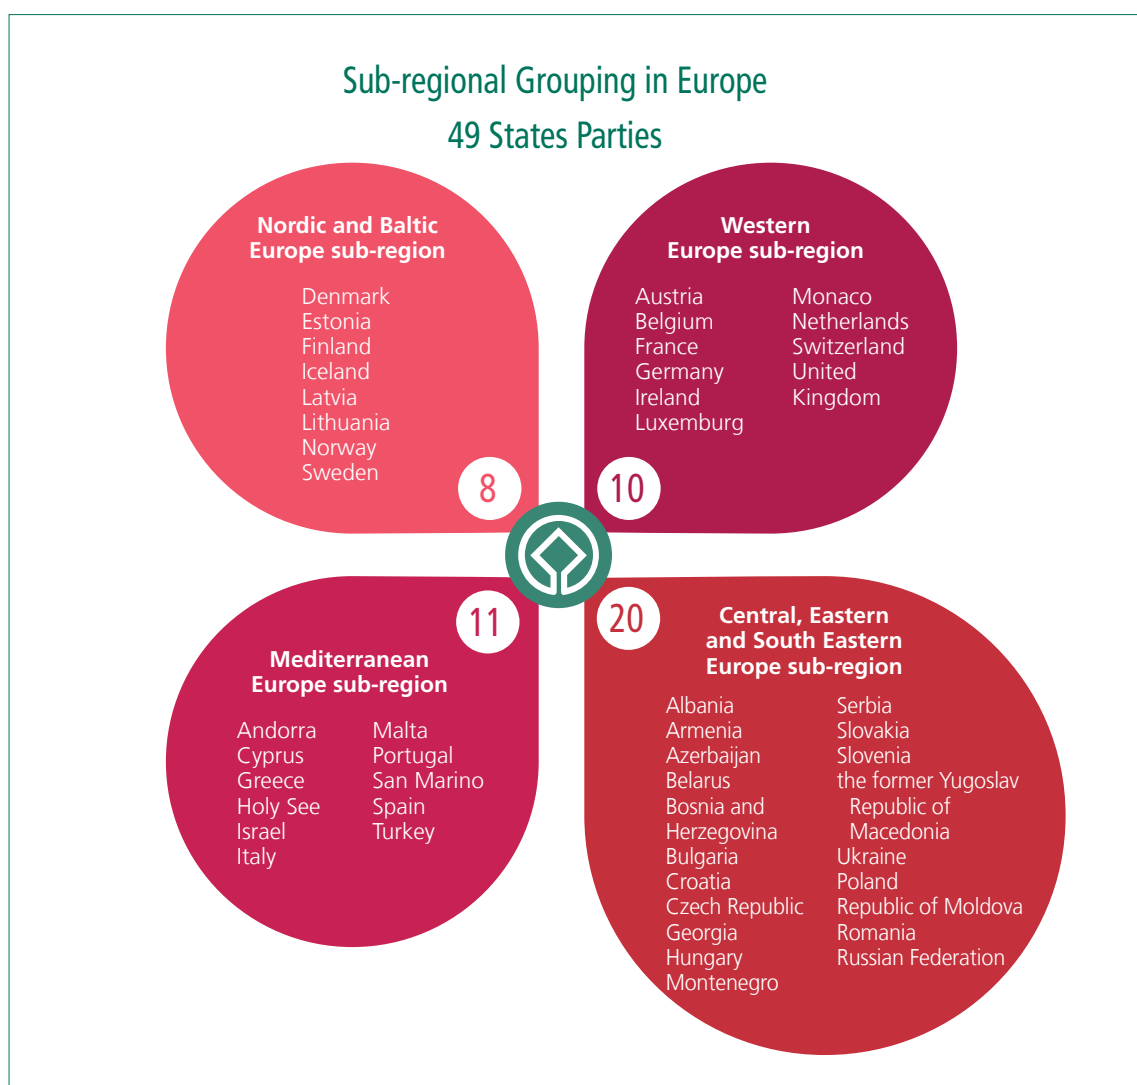 Sub-regional Grouping in Europe
49 States Parties
Nordic and Baltic
Europe sub-region
Denmark
Estonia
Finland
Iceland
Latvia
Lithuania
Norway
Sweden
8
Western
Europe sub-region
Austria
Belgium
France
Germany
Ireland
Luxemburg
Monaco
Netherlands
Switzerland
United
Kingdom
10
11
Mediterranean
Europe sub-region
Andorra
Cyprus
Greece
Holy See
Israel
Italy
Malta
Portugal
San Marino
Spain
Turkey
20
Central, Eastern
and South Eastern
Europe sub-region
Albania
Armenia
Azerbaijan
Belarus
Bosnia and
Herzegovina
Bulgaria
Croatia
Czech Republic
Georgia
Hungary
Montenegro
Serbia
Slovakia
Slovenia
the former Yugoslav
Republic of
Macedonia
Ukraine
Poland
Republic of Moldova
Romania
Russian Federation